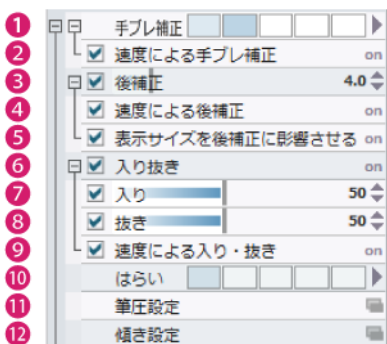 1 手ブレ補正
2 速度による手ブレ補正 on
3 後補正 4.0
4 速度による後補正 on
5 表示サイズを後補正に影響させる on
6 入り抜き on
7 入り 50
8 抜き 50
9 速度による入り・抜き on
10 はらい
11 筆圧設定
12 傾き設定